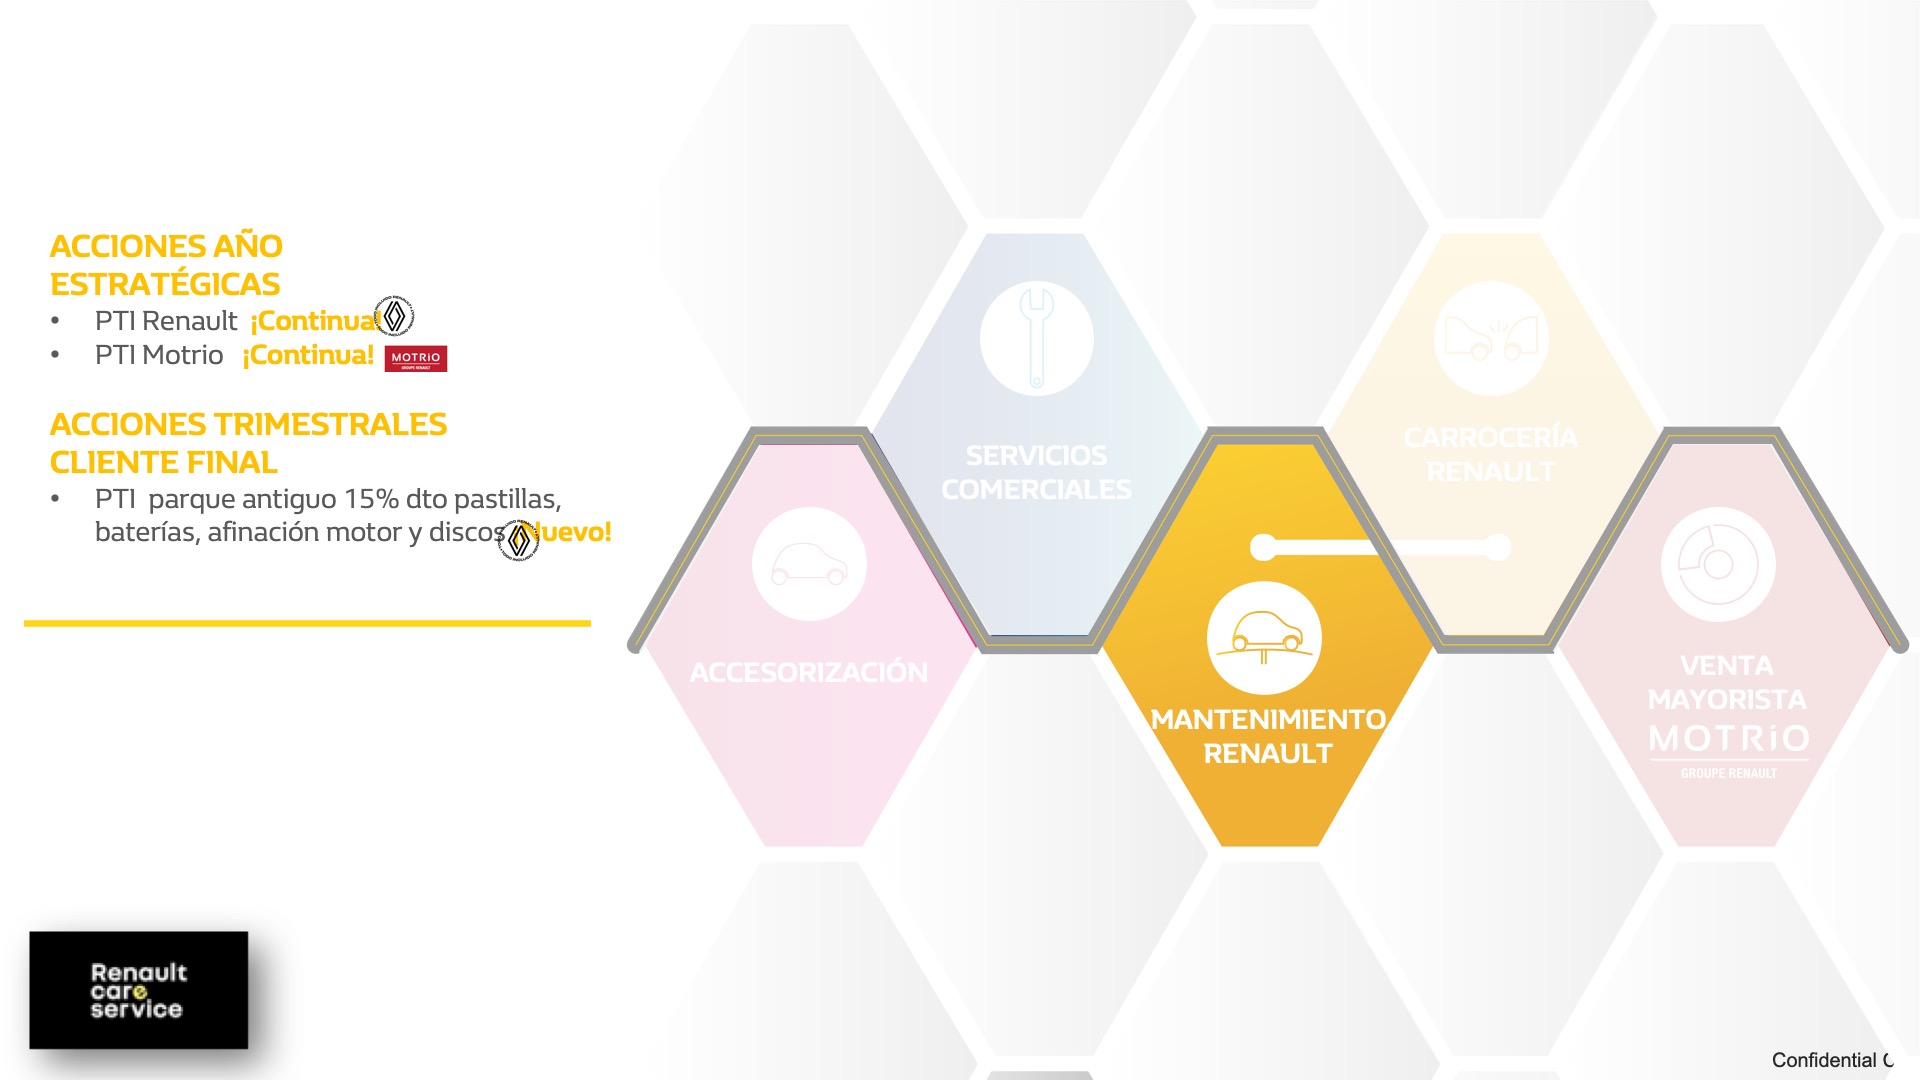 ACCIONES AÑO
ESTRATÉGICAS
• PTI Renault ¡Continua!
• PTI Motrio ¡Continua!
MOTRiO
GROUPE RENAULT
ACCIONES TRIMESTRALES
CLIENTE FINAL
• PTI parque antiguo 15% dto pastillas,
baterías, afinación motor y discos Nuevo!
SERVICIOS
COMERCIALES
CARROCERÍA
RENAULT
ACCESORIZACIÓN
MANTENIMIENTO
RENAULT
VENTA
MAYORISTA
MOTRiO
GROUPE RENAULT
Renault
care
service
Confidential C